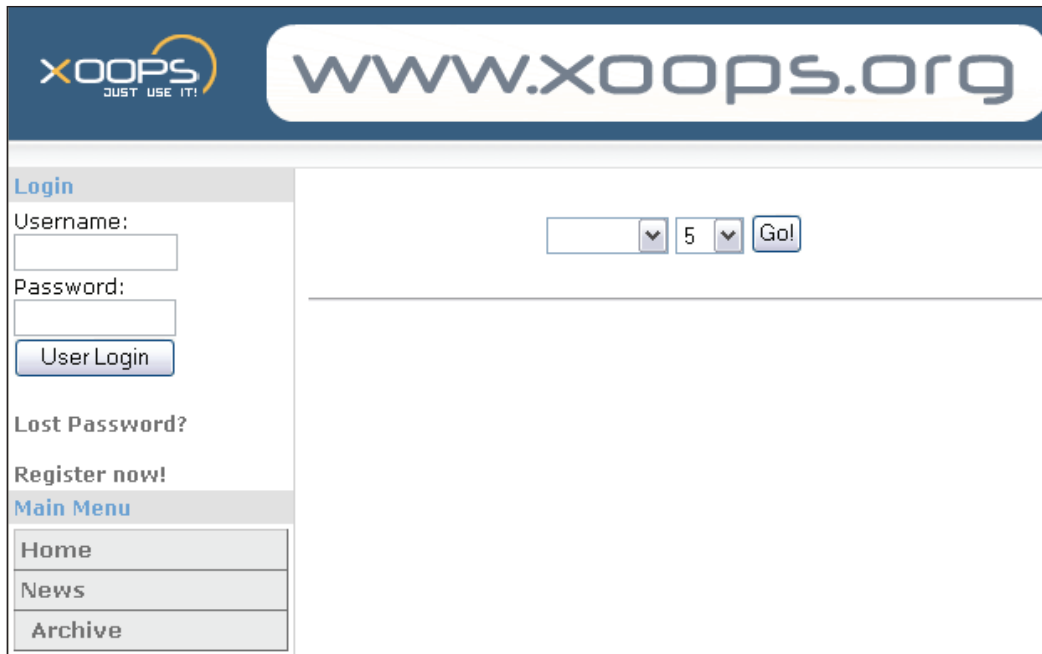 XOOPS
JUST USE IT!
www.xoops.org
Login
Username:
Password:
User Login
Lost Password?
Register now!
Main Menu
Home
News
Archive
5
Go!